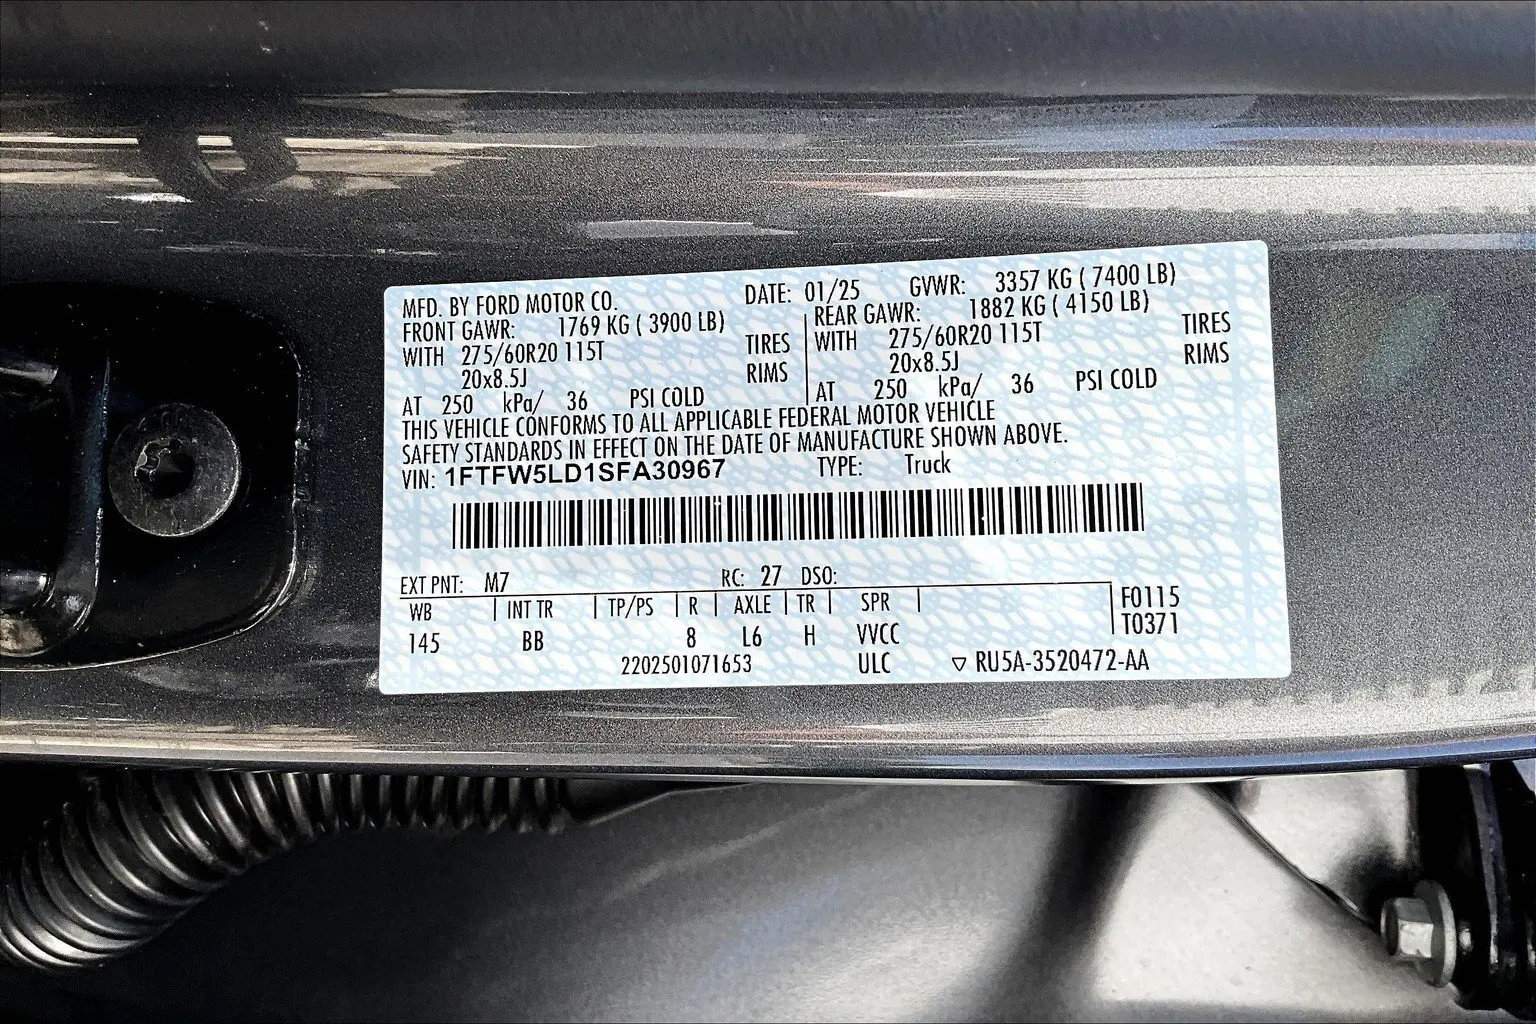 MFD. BY FORD MOTOR CO. DATE: 01/25 GVWR: 3357 KG ( 7400 LB)
FRONT GAWR: 1769 KG ( 3900 LB) REAR GAWR: 1882 KG ( 4150 LB)
WITH 275/60R20 115T TIRES WITH 275/60R20 115T TIRES
20x8.5J RIMS 20x8.5J RIMS
AT 250 kPa/ 36 PSI COLD AT 250 kPa/ 36 PSI COLD
THIS VEHICLE CONFORMS TO ALL APPLICABLE FEDERAL MOTOR VEHICLE
SAFETY STANDARDS IN EFFECT ON THE DATE OF MANUFACTURE SHOWN ABOVE.
VIN: 1FTFW5LD1SFA30967 TYPE: Truck
EXT PNT: M7 RC: 27 DSO:
WB | INT TR | TP/PS | R | AXLE | TR | SPR | F0115
145 BB 8 L6 H VVCC T0371
2202501071653 ULC ▽ RU5A-3520472-AA